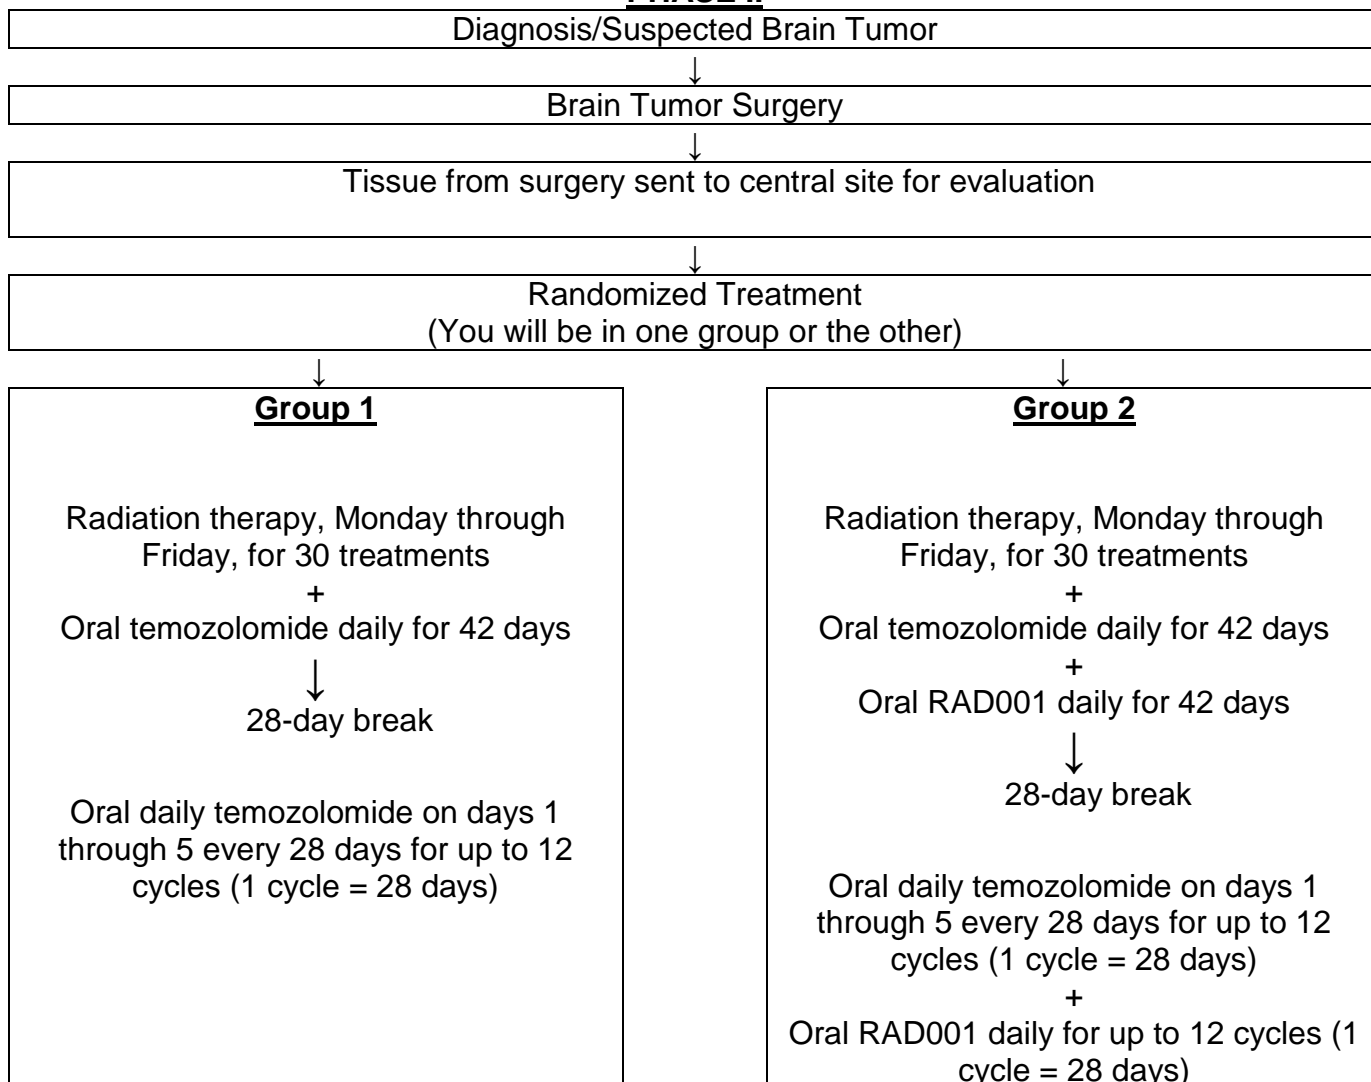 PHASE II
Diagnosis/Suspected Brain Tumor
↓
Brain Tumor Surgery
↓
Tissue from surgery sent to central site for evaluation
↓
Randomized Treatment
(You will be in one group or the other)
↓ ↓
Group 1
Radiation therapy, Monday through
Friday, for 30 treatments
+
Oral temozolomide daily for 42 days
↓
28-day break
Oral daily temozolomide on days 1
through 5 every 28 days for up to 12
cycles (1 cycle = 28 days)
Group 2
Radiation therapy, Monday through
Friday, for 30 treatments
+
Oral temozolomide daily for 42 days
+
Oral RAD001 daily for 42 days
↓
28-day break
Oral daily temozolomide on days 1
through 5 every 28 days for up to 12
cycles (1 cycle = 28 days)
+
Oral RAD001 daily for up to 12 cycles (1
cycle = 28 days)